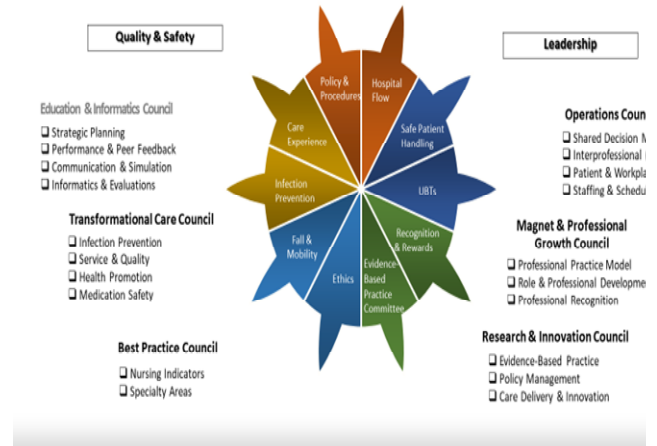 Quality & Safety
Education & Informatics Council
❑ Strategic Planning
❑ Performance & Peer Feedback
❑ Communication & Simulation
❑ Informatics & Evaluations
Transformational Care Council
❑ Infection Prevention
❑ Service & Quality
❑ Health Promotion
❑ Medication Safety
Best Practice Council
❑ Nursing Indicators
❑ Specialty Areas
Policy &
Procedures
Hospital
Flow
Care
Experience
Safe Patient
Handling
Infection
Prevention
UBTs
Fall &
Mobility
Recognition
& Rewards
Ethics
Evidence-
Based
Practice
Committee
Leadership
Operations
❑ Shared Decision
❑ Interprofessional
❑ Patient &
❑ Staffing &
Magnet & Professional
Growth Council
❑ Professional Practice Model
❑ Role & Professional
❑ Professional Recognition
Research & Innovation Council
❑ Evidence-Based Practice
❑ Policy Management
❑ Care Delivery & Innovation